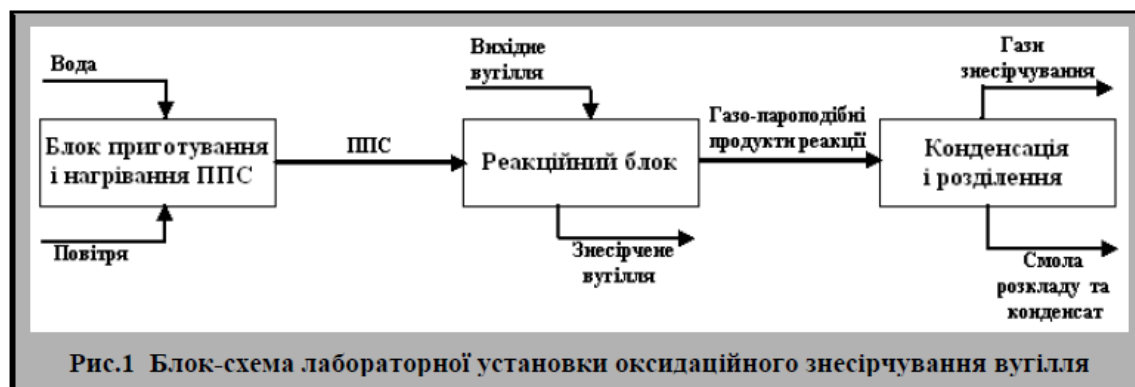 Вода
Блок приготування
і нагрівання ППС
Повітря
ППС
Вихідне
вугілля
Реакційний блок
Знесірчене
вугілля
Газо-пароподібні
продукти реакції
Гази
знесірчування
Конденсація
і розділення
Смола
розкладу та
конденсат
Рис.1 Блок-схема лабораторної установки оксидаційного знесірчування вугілля